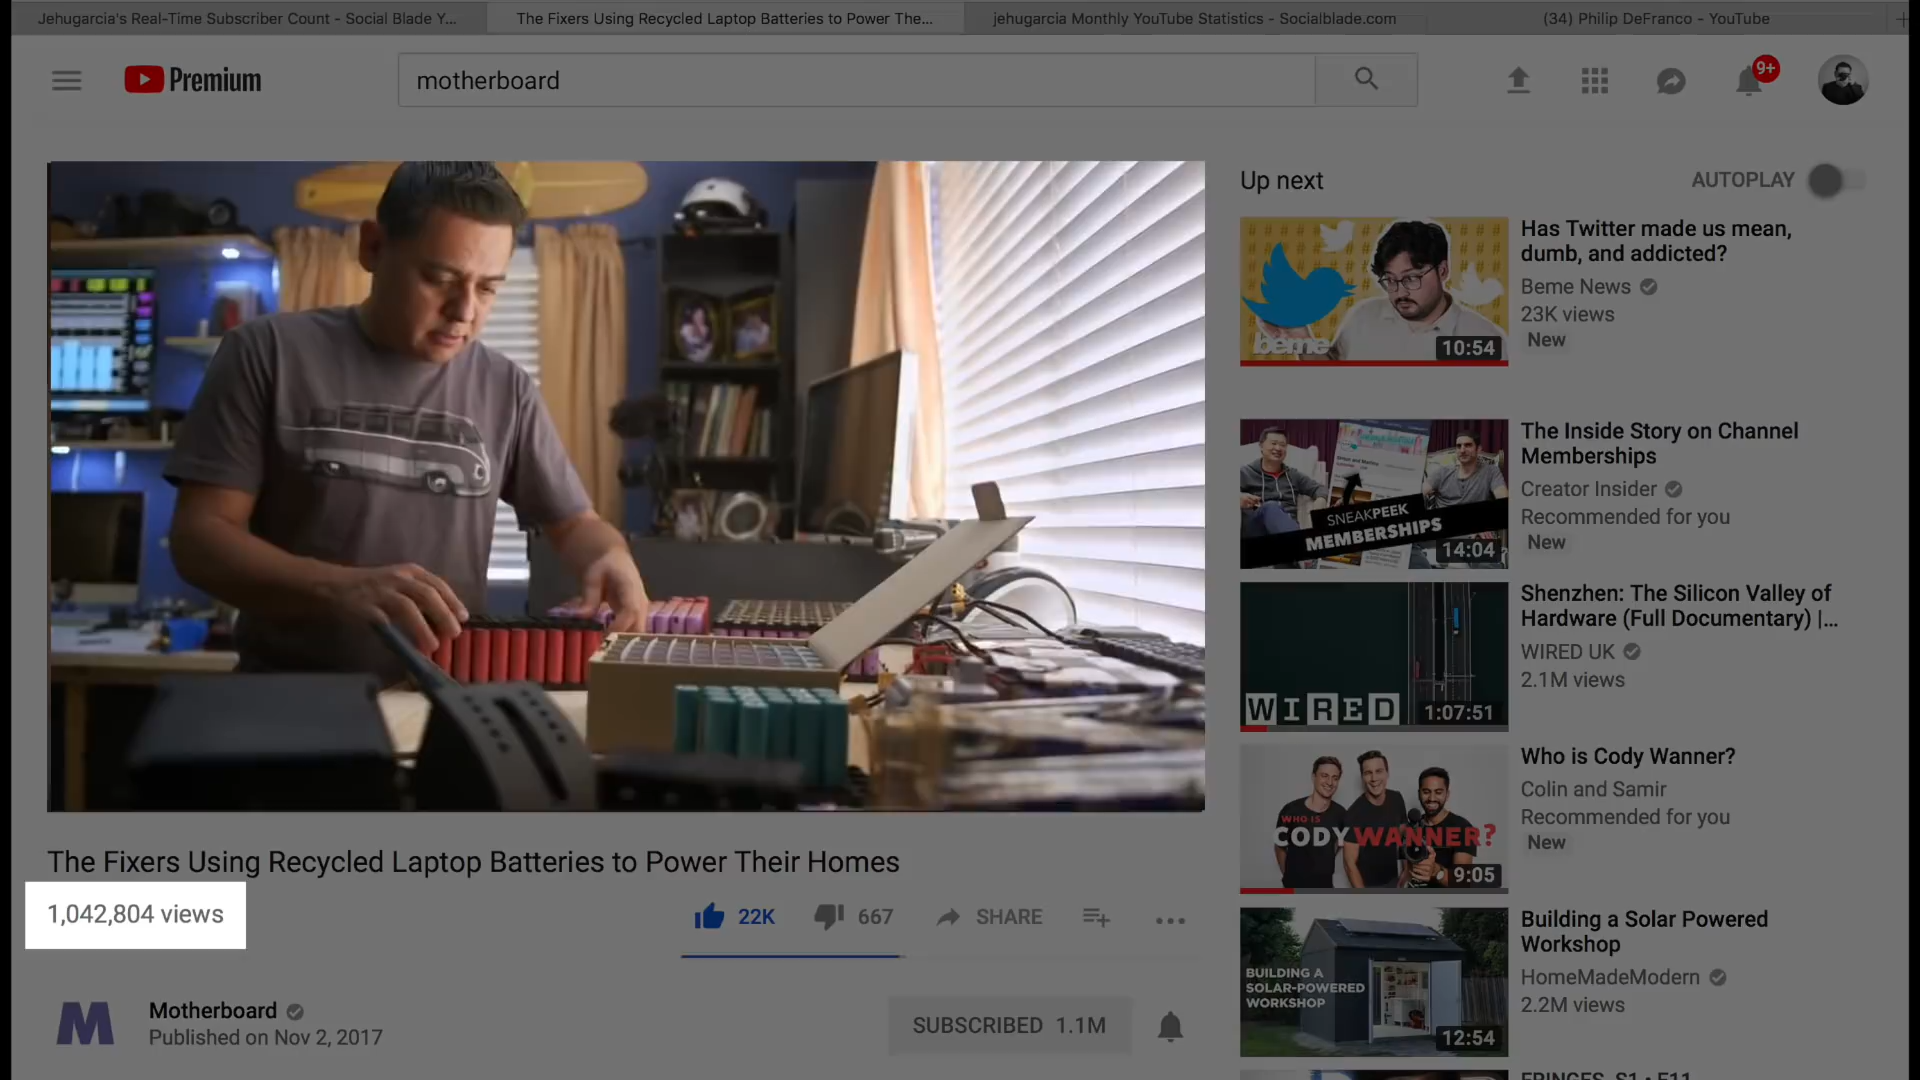 Jehugarcia's Real-Time Subscriber Count - Social Blade Y...
The Fixers Using Recycled Laptop Batteries to Power The...
jehugarcia Monthly YouTube Statistics - Socialblade.com
(34) Philip DeFranco - YouTube
Premium
motherboard
9+
Up next
AUTOPLAY
Has Twitter made us mean,
dumb, and addicted?
Beme News
23K views
New
beme
10:54
The Inside Story on Channel
Memberships
Creator Insider
Recommended for you
New
SNEAKPEEK
MEMBERSHIPS
14:04
Shenzhen: The Silicon Valley of
Hardware (Full Documentary) |...
WIRED UK
2.1M views
WIRED
1:07:51
Who is Cody Wanner?
Colin and Samir
Recommended for you
New
WHO IS
CODY WANNER?
9:05
Building a Solar Powered
Workshop
HomeMadeModern
2.2M views
BUILDING A
SOLAR-POWERED
WORKSHOP
12:54
FRINGES, S1 • E11
The Fixers Using Recycled Laptop Batteries to Power Their Homes
1,042,804 views
22K
667
SHARE
M
Motherboard
Published on Nov 2, 2017
SUBSCRIBED 1.1M